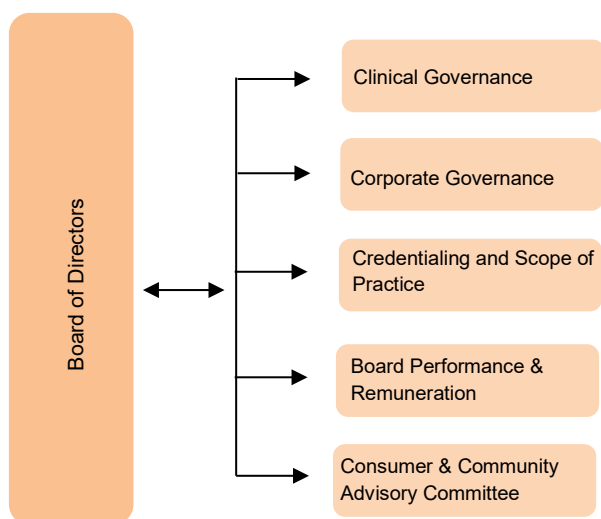 Board of Directors
Clinical Governance
Corporate Governance
Credentialing and Scope of
Practice
Board Performance &
Remuneration
Consumer & Community
Advisory Committee